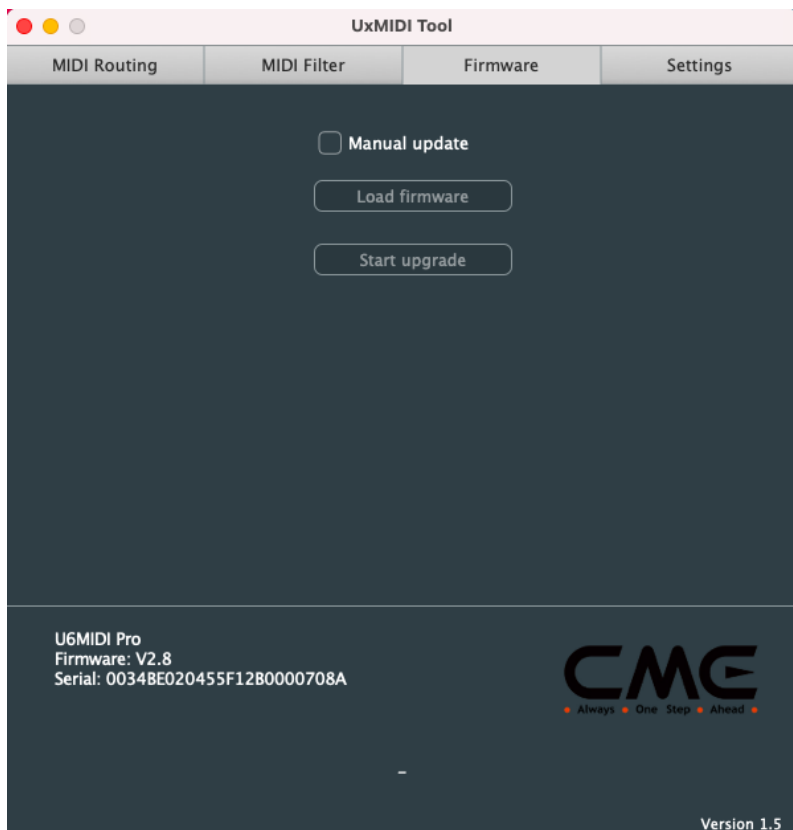 UxMIDI Tool
MIDI Routing MIDI Filter Firmware Settings
Manual update
Load firmware
Start upgrade
U6MIDI Pro
Firmware: V2.8
Serial: 0034BE020455F12B0000708A
CME
Always One Step Ahead
–
Version 1.5